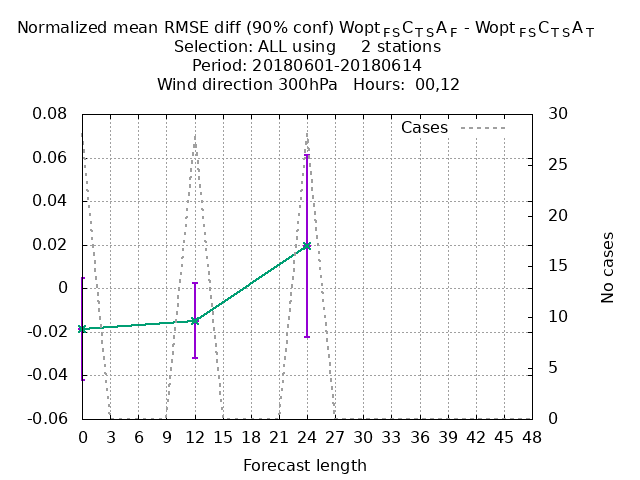 Normalized mean RMSE diff (90% conf) Wopt FS C T S A F - Wopt FS C T S A T
Selection: ALL using 2 stations
Period: 20180601-20180614
Wind direction 300hPa Hours: 00,12
Cases
0.08
0.06
0.04
0.02
0
-0.02
-0.04
-0.06
30
25
20
15
10
5
0
No cases
0 3 6 9 12 15 18 21 24 27 30 33 36 39 42 45 48
Forecast length